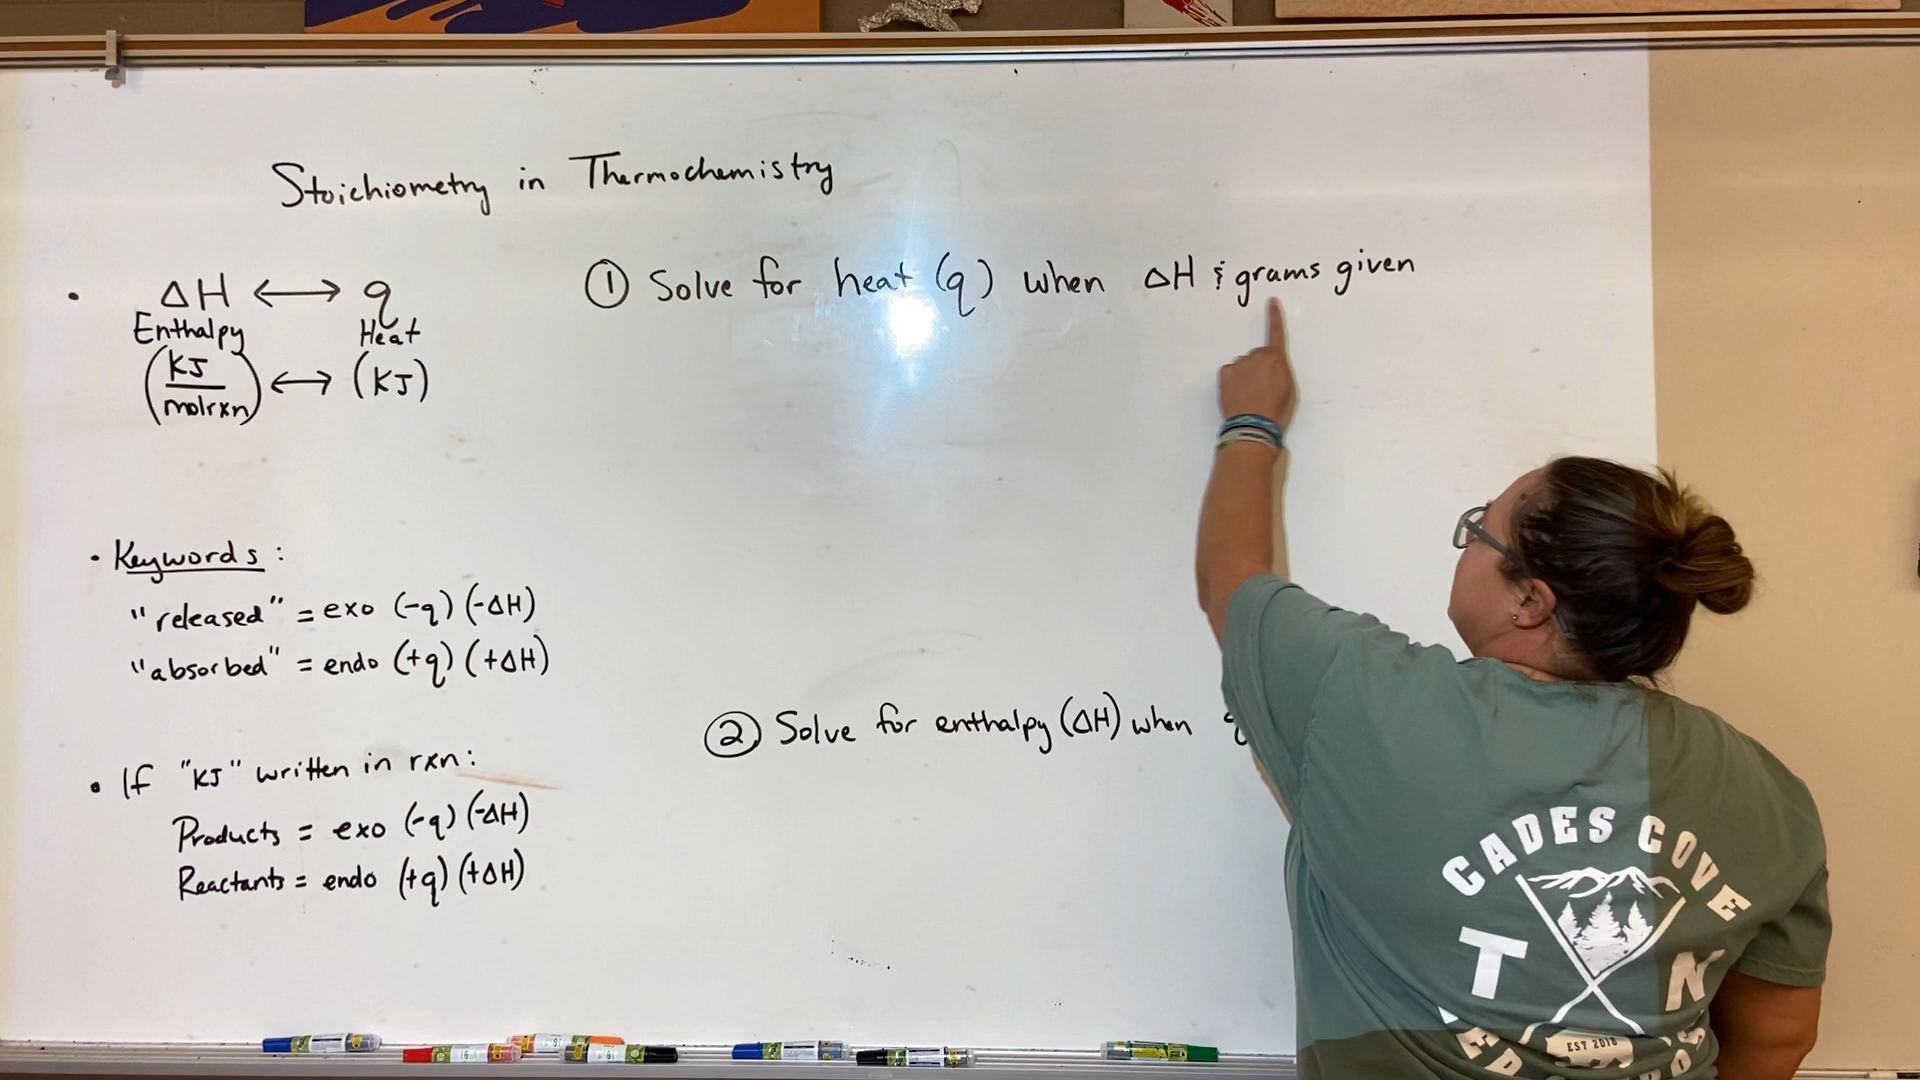 Stoichiometry in Thermochemistry
• ΔH ↔ q
Enthalpy Heat
(KJ/molrxn) ↔ (KJ)
• Keywords:
"released" = exo (-q) (-ΔH)
"absorbed" = endo (+q) (+ΔH)
• If "KJ" written in rxn:
Products = exo (-q) (-ΔH)
Reactants = endo (+q) (+ΔH)
① Solve for heat (q) when ΔH & grams given
② Solve for enthalpy (ΔH) when q
CADES COVE
T N
EST 2018